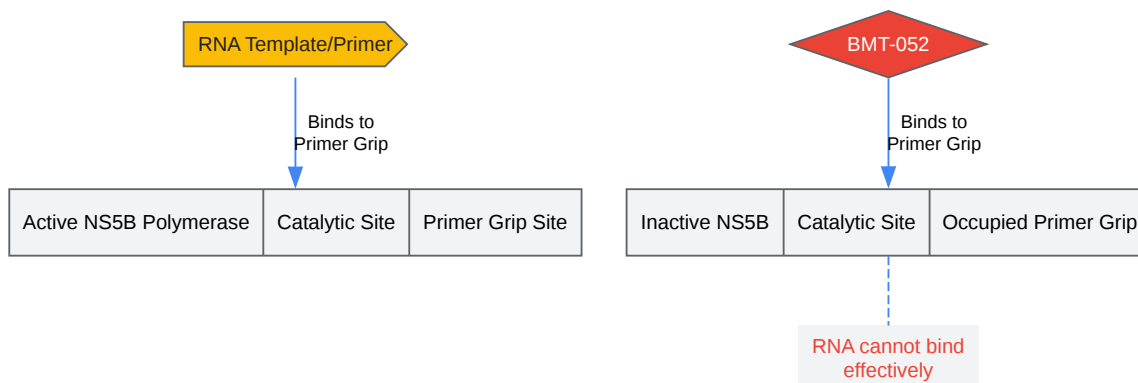 RNA Template/Primer
Binds to
Primer Grip
Active NS5B Polymerase
Catalytic Site
Primer Grip Site
BMT-052
Binds to
Primer Grip
Inactive NS5B
Catalytic Site
Occupied Primer Grip
RNA cannot bind
effectively